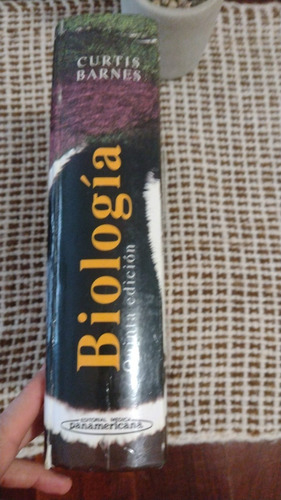 CURTIS
BARNES
Biología
Quinta edición
EDITORIAL MEDICA
panamericana